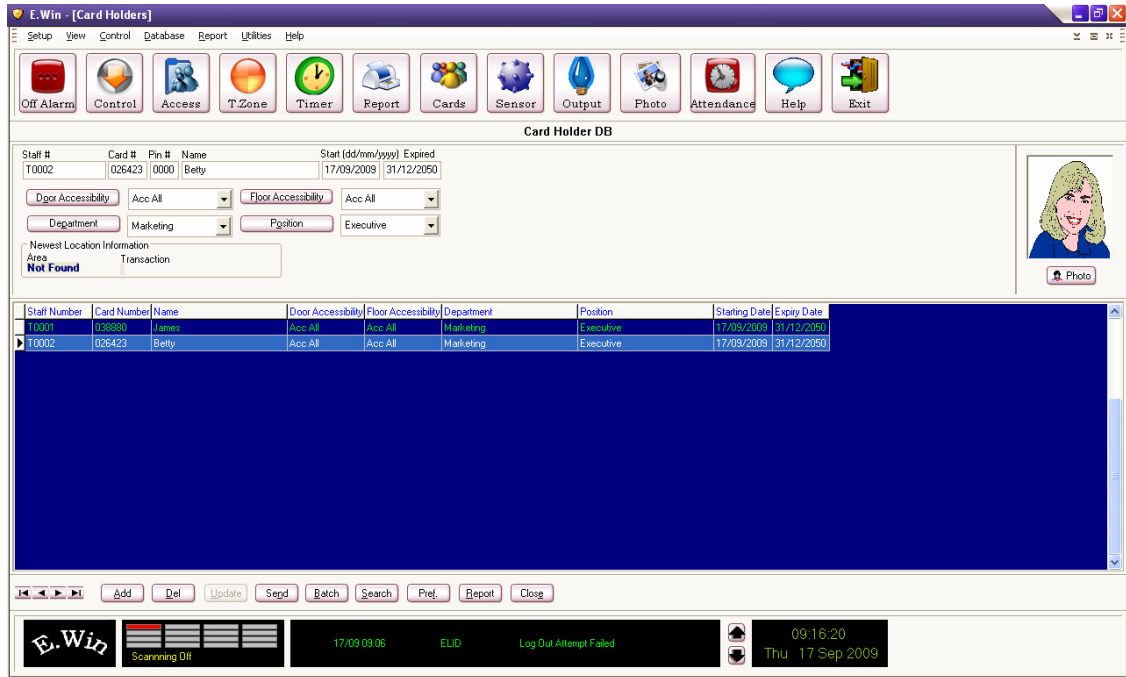 E.Win - [Card Holders]
Setup View Control Database Report Utilities Help
Off Alarm Control Access T.Zone Timer Report Cards Sensor Output Photo Attendance Help Exit
Card Holder DB
Staff # Card # Pin # Name Start (dd/mm/yyyy) Expired
T0002 026423 0000 Betty 17/09/2009 31/12/2050
Door Accessibility Acc All Floor Accessibility Acc All
Department Marketing Position Executive
Newest Location Information
Area Transaction
Not Found
Photo
Staff Number Card Number Name Door Accessibility Floor Accessibility Department Position Starting Date Expiry Date
T0001 038880 James Acc All Acc All Marketing Executive 17/09/2009 31/12/2050
T0002 026423 Betty Acc All Acc All Marketing Executive 17/09/2009 31/12/2050
Add Del Update Send Batch Search Pref. Report Close
E.Win
Scannning Off
17/09 09:06 ELID Log Out Attempt Failed
09:16:20
Thu 17 Sep 2009